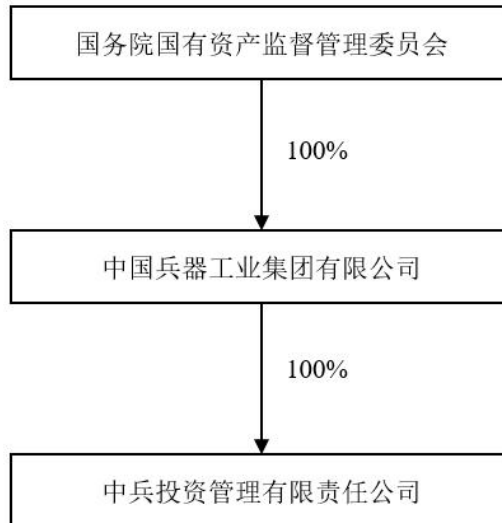 国务院国有资产监督管理委员会
100%
中国兵器工业集团有限公司
100%
中兵投资管理有限责任公司